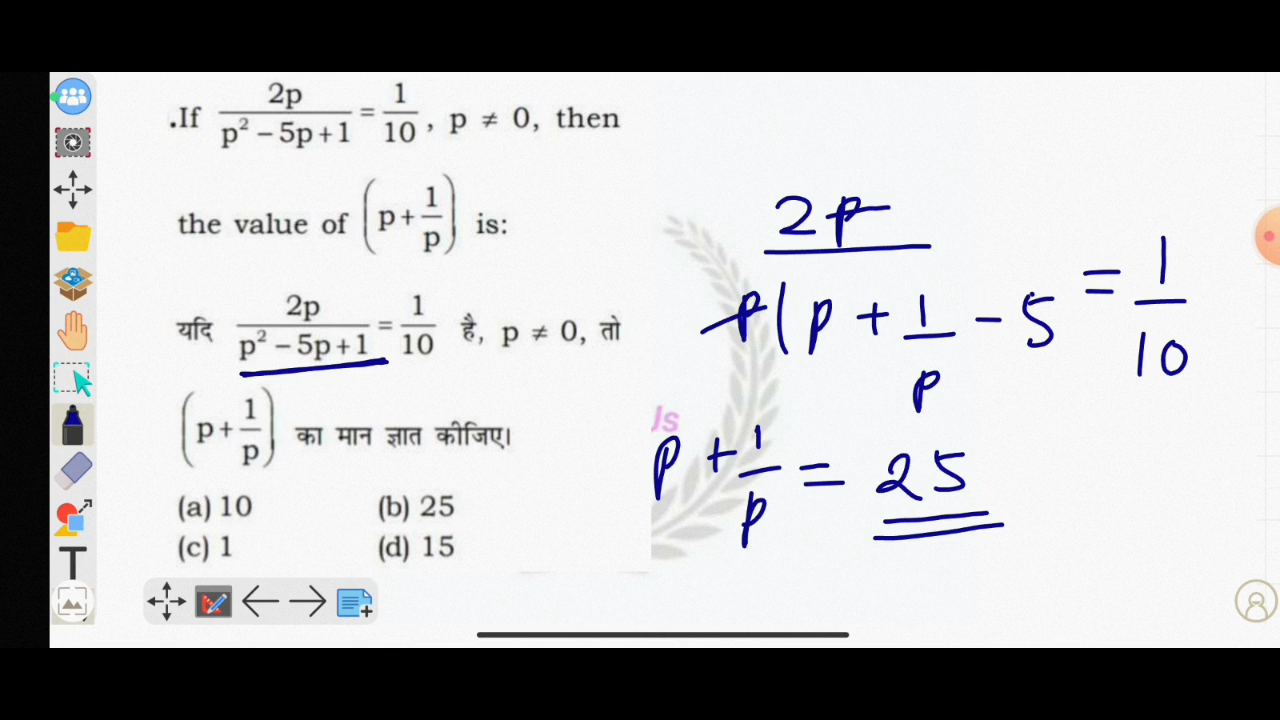 .If 2p / p² − 5p + 1 = 1/10 , p ≠ 0, then
the value of (p + 1/p) is:
यदि 2p / p² − 5p + 1 = 1/10 है, p ≠ 0, तो
(p + 1/p) का मान ज्ञात कीजिए।
(a) 10 (b) 25
(c) 1 (d) 15
2p / p(p + 1/p − 5 = 1/10
p + 1/p = 25
T